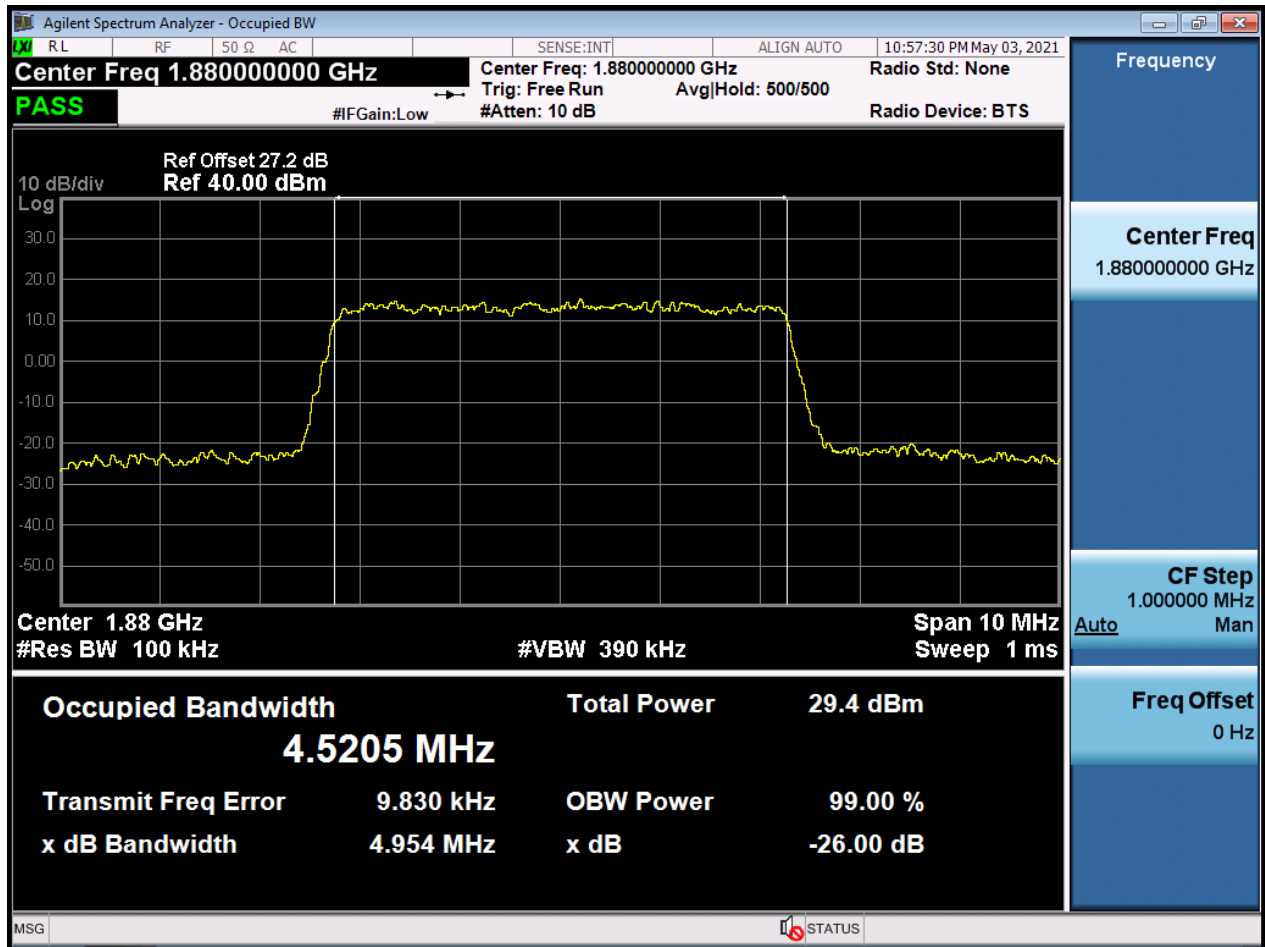 Agilent Spectrum Analyzer - Occupied BW
LXI RL RF 50 Ω AC SENSE:INT ALIGN AUTO 10:57:30 PM May 03, 2021
Center Freq 1.880000000 GHz
Center Freq: 1.880000000 GHz
Radio Std: None
Trig: Free Run Avg|Hold: 500/500
PASS
#IFGain:Low
#Atten: 10 dB
Radio Device: BTS
Ref Offset 27.2 dB
10 dB/div Ref 40.00 dBm
Log
30.0
20.0
10.0
0.00
-10.0
-20.0
-30.0
-40.0
-50.0
Center 1.88 GHz Span 10 MHz
#Res BW 100 kHz #VBW 390 kHz Sweep 1 ms
Occupied Bandwidth Total Power 29.4 dBm
4.5205 MHz
Transmit Freq Error 9.830 kHz OBW Power 99.00 %
x dB Bandwidth 4.954 MHz x dB -26.00 dB
Frequency
Center Freq
1.880000000 GHz
CF Step
1.000000 MHz
Auto Man
Freq Offset
0 Hz
MSG STATUS